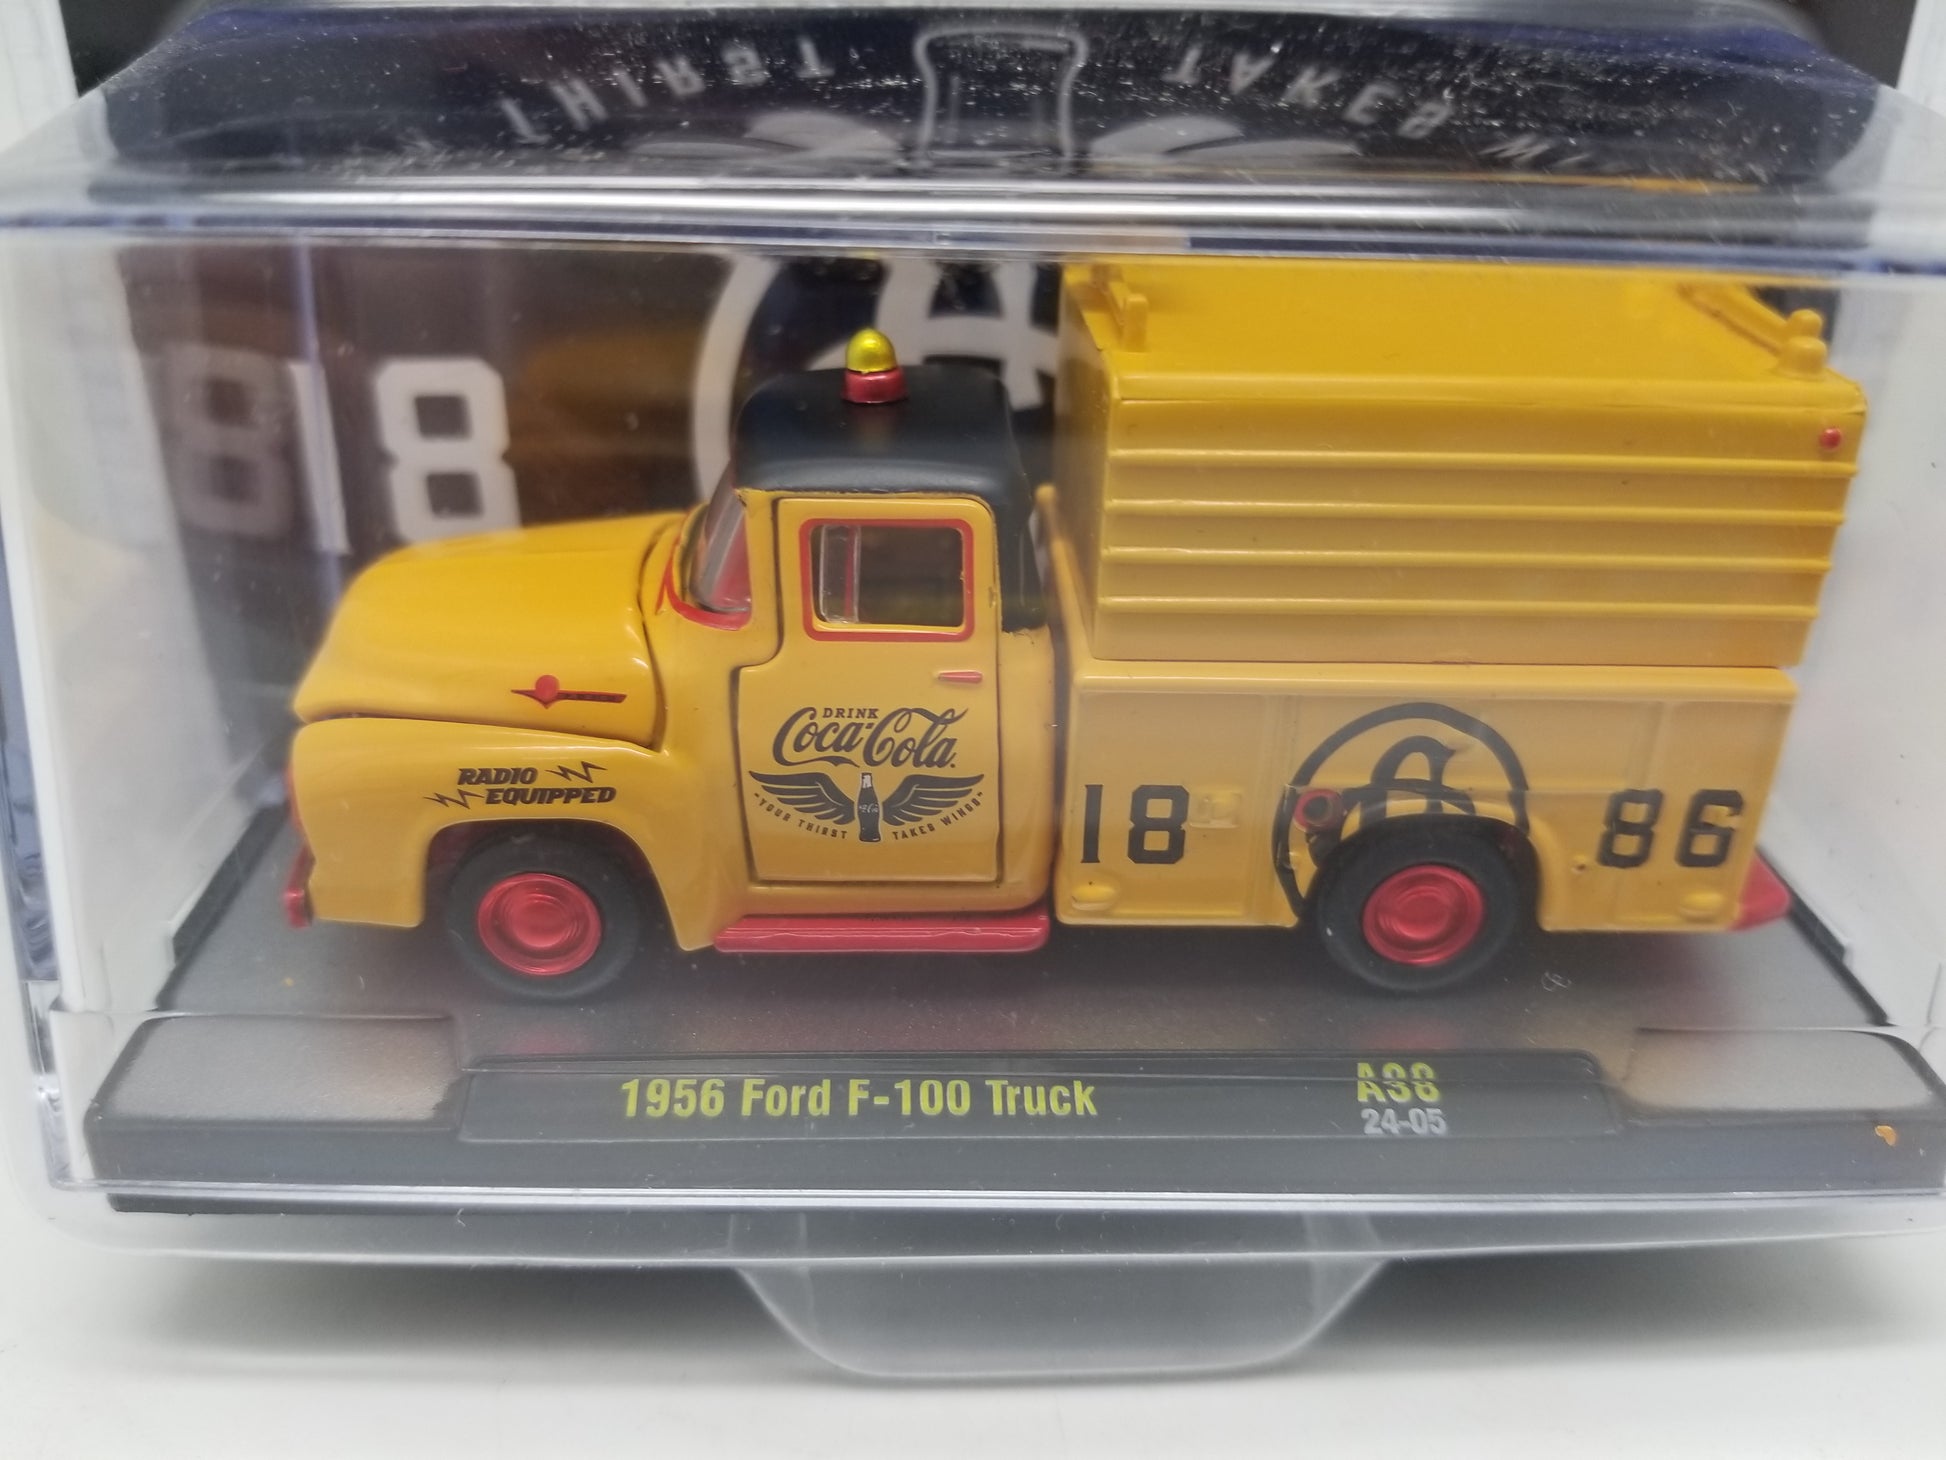 THIRST TAKES
18
RADIO
EQUIPPED
DRINK
Coca-Cola
"YOUR THIRST TAKES WINGS"
18 86
1956 Ford F-100 Truck A38
24-05